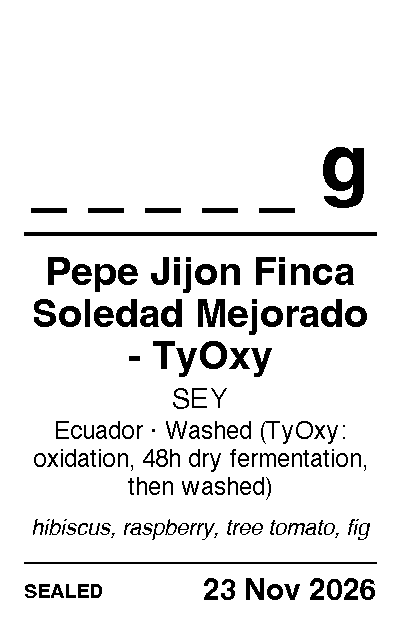 _ _ _ _ _ g
Pepe Jijon Finca
Soledad Mejorado
- TyOxy
SEY
Ecuador · Washed (TyOxy:
oxidation, 48h dry fermentation,
then washed)
hibiscus, raspberry, tree tomato, fig
SEALED 23 Nov 2026